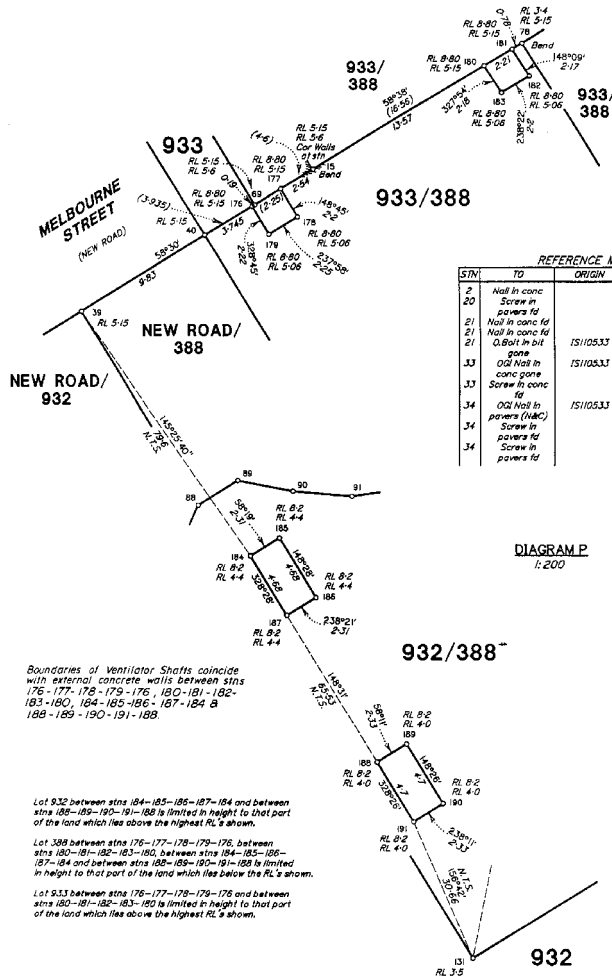 RL 3·4
RL 5·15
0·78
78
181
Bend
RL 8·80
RL 5·15
180
2·21
148°09'
2·17
933/
388
327°54'
2·18
182
RL 8·80
RL 5·06
183
RL 8·80
RL 5·06
238°22'
2·2
933/
388
58°38'
(16·56)
13·57
(4·6)
RL 5·15
RL 5·6
Cor Walls
at stn
15
Bend
933
RL 5·15
RL 5·6
RL 8·80
RL 5·15
177
2·54
0·19
RL 8·80
RL 5·15
69
176
(2·25)
148°45'
2·2
933/388
178
RL 8·80
RL 5·06
179
RL 8·80
RL 5·06
328°45'
2·22
237°58'
2·25
MELBOURNE
STREET
(NEW ROAD)
(3·935)
RL 5·15
3·745
40
58°30'
9·83
39
RL 5·15
NEW ROAD/
388
NEW ROAD/
932
REFERENCE M
STN TO ORIGIN
2 Nail in conc
20 Screw in
pavers fd
21 Nail in conc fd
21 Nail in conc fd
21 O.Bolt in bit IS110533
gone
33 OGI Nail in IS110533
conc gone
33 Screw in conc
fd
34 OGI Nail in IS110533
pavers (N&C)
34 Screw in
pavers fd
34 Screw in
pavers fd
145°25'40"
79·6
N.T.S.
88
89
90
91
DIAGRAM P
1:200
58°19'
2·31
RL 8·2
RL 4·4
185
184
RL 8·2
RL 4·4
148°28'
4·68
4·68
328°28'
RL 8·2
RL 4·4
186
187
RL 8·2
RL 4·4
238°21'
2·31
932/388
148°31'
65·53
N.T.S.
Boundaries of Ventilator Shafts coincide
with external concrete walls between stns
176-177-178-179-176, 180-181-182-
183-180, 184-185-186-187-184 &
188-189-190-191-188.
58°11'
2·33
RL 8·2
RL 4·0
189
188
RL 8·2
RL 4·0
148°26'
4·7
4·7
328°26'
RL 8·2
RL 4·0
190
191
RL 8·2
RL 4·0
238°11'
2·33
Lot 932 between stns 184-185-186-187-184 and between
stns 188-189-190-191-188 is limited in height to that part
of the land which lies above the highest RL's shown.
Lot 388 between stns 176-177-178-179-176, between
stns 180-181-182-183-180, between stns 184-185-186-
187-184 and between stns 188-189-190-191-188 is limited
in height to that part of the land which lies below the RL's shown.
Lot 933 between stns 176-177-178-179-176 and between
stns 180-181-182-183-180 is limited in height to that part
of the land which lies above the highest RL's shown.
N.T.S.
156°42'
30·66
131
RL 3·5
932